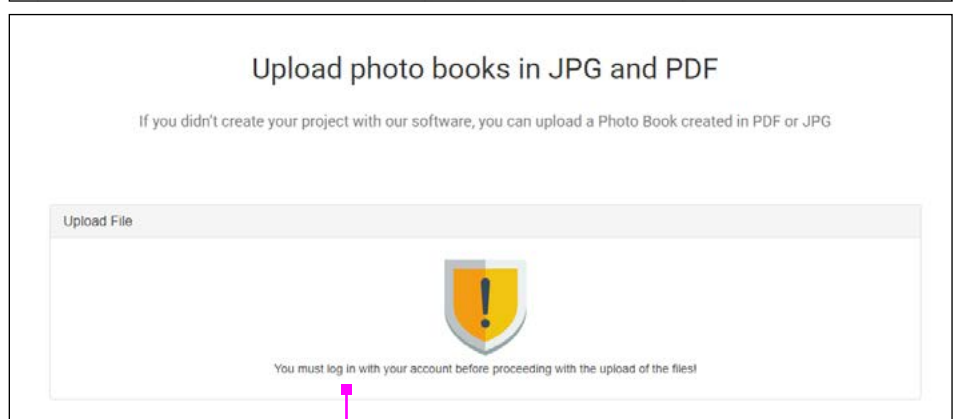 Upload photo books in JPG and PDF
If you didn't create your project with our software, you can upload a Photo Book created in PDF or JPG
Upload File
!
You must log in with your account before proceeding with the upload of the files!